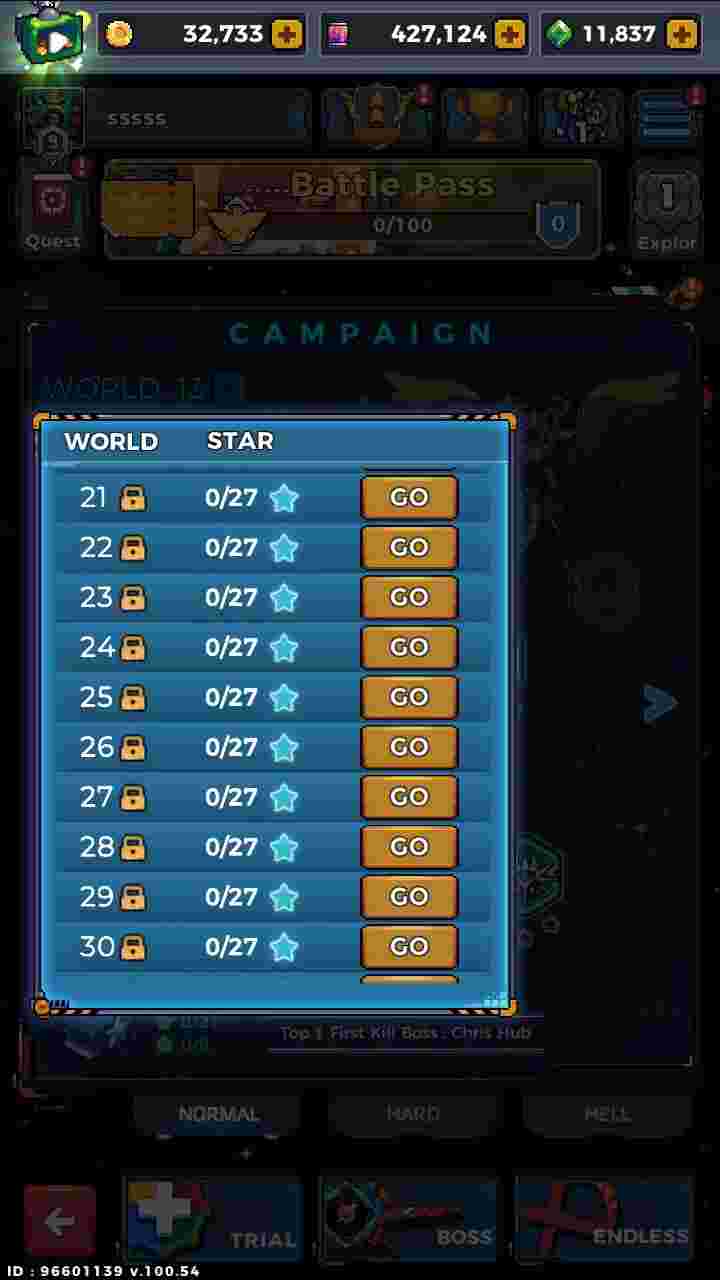 32,733 427,124 11,837
9 sssss 1
Battle Pass
0/100 0
Quest 1 Explor
CAMPAIGN
WORLD 13
WORLD STAR
21 0/27 GO
22 0/27 GO
23 0/27 GO
24 0/27 GO
25 0/27 GO
26 0/27 GO
27 0/27 GO
28 0/27 GO
29 0/27 GO
30 0/27 GO
Top 1 First Kill Boss : Chris Hub
NORMAL HARD HELL
TRIAL BOSS ENDLESS
ID : 96601139 v.100.54